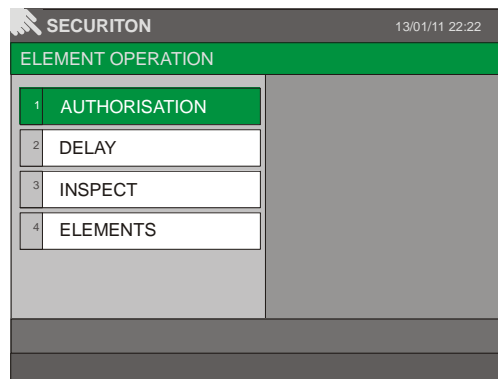 SECURITON 13/01/11 22:22
ELEMENT OPERATION
1 AUTHORISATION
2 DELAY
3 INSPECT
4 ELEMENTS